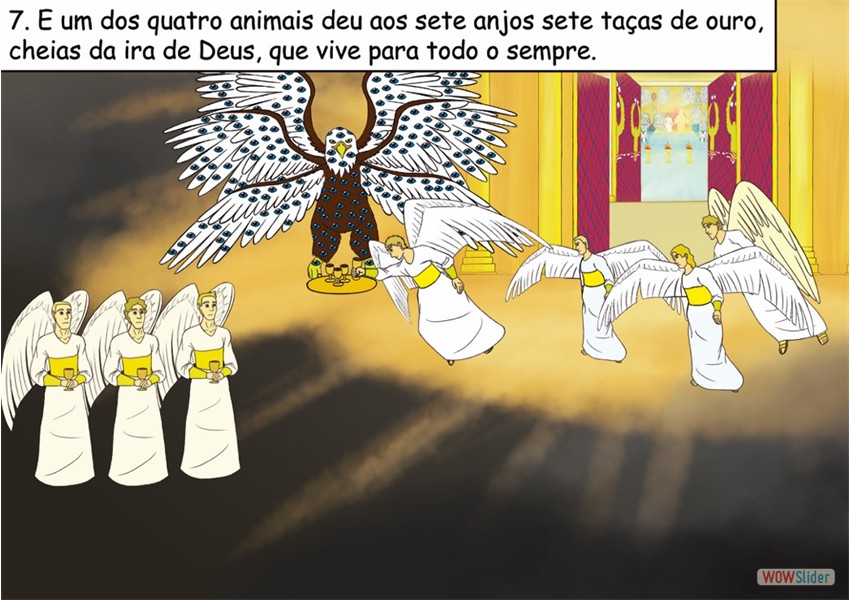 7. E um dos quatro animais deu aos sete anjos sete taças de ouro,
cheias da ira de Deus, que vive para todo o sempre.
WOWSlider